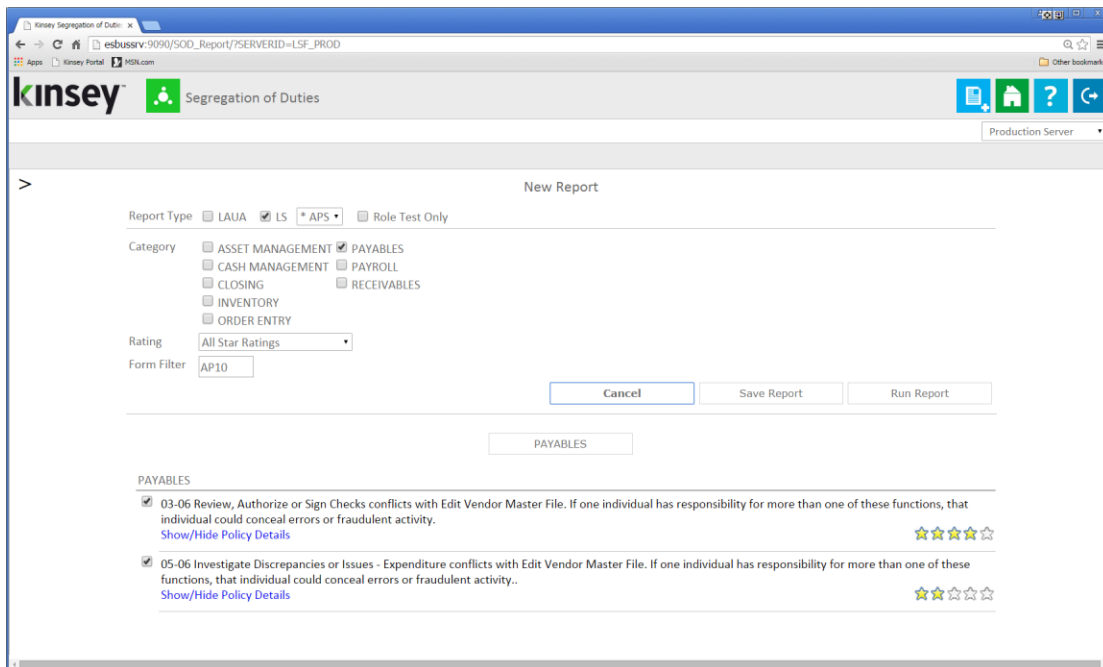 Kinsey Segregation of Dutie
esbussrv:9090/SOD_Report/?SERVERID=LSF_PROD
Apps Kinsey Portal MSN.com Other bookmark
kinsey Segregation of Duties ?
Production Server
> New Report
Report Type LAUA LS * APS Role Test Only
Category ASSET MANAGEMENT PAYABLES
CASH MANAGEMENT PAYROLL
CLOSING RECEIVABLES
INVENTORY
ORDER ENTRY
Rating All Star Ratings
Form Filter AP10
Cancel Save Report Run Report
PAYABLES
PAYABLES
03-06 Review, Authorize or Sign Checks conflicts with Edit Vendor Master File. If one individual has responsibility for more than one of these functions, that
individual could conceal errors or fraudulent activity.
Show/Hide Policy Details
05-06 Investigate Discrepancies or Issues - Expenditure conflicts with Edit Vendor Master File. If one individual has responsibility for more than one of these
functions, that individual could conceal errors or fraudulent activity..
Show/Hide Policy Details